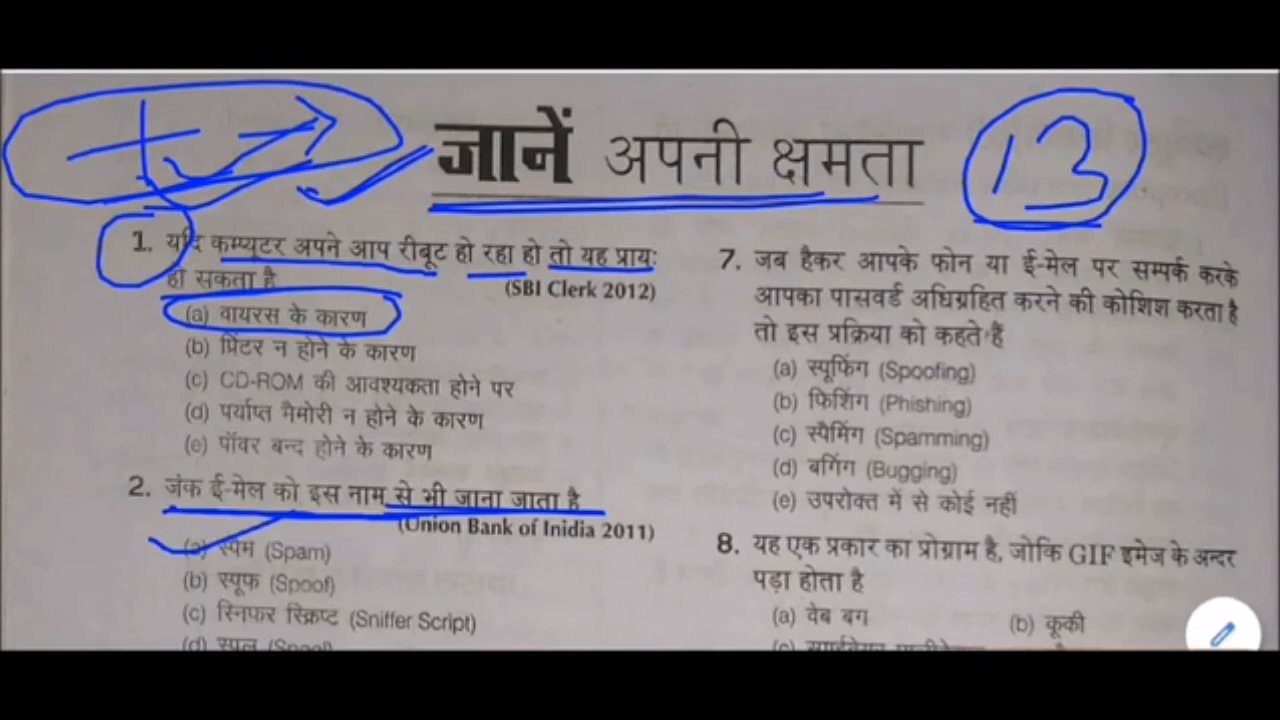 जानें अपनी क्षमता
13
1. यदि कम्प्यूटर अपने आप रीबूट हो रहा हो तो यह प्रायः
हो सकता है
(SBI Clerk 2012)
(a) वायरस के कारण
(b) प्रिंटर न होने के कारण
(c) CD-ROM की आवश्यकता होने पर
(d) पर्याप्त मैमोरी न होने के कारण
(e) पॉवर बन्द होने के कारण
2. जंक ई-मेल को इस नाम से भी जाना जाता है
(Union Bank of Inidia 2011)
(a) स्पैम (Spam)
(b) स्पूफ (Spoof)
(c) स्निफर स्क्रिप्ट (Sniffer Script)
(d) स्पूल (Spool)
7. जब हैकर आपके फोन या ई-मेल पर सम्पर्क करके
आपका पासवर्ड अधिग्रहित करने की कोशिश करता है
तो इस प्रक्रिया को कहते हैं
(a) स्पूफिंग (Spoofing)
(b) फिशिंग (Phishing)
(c) स्पैमिंग (Spamming)
(d) बगिंग (Bugging)
(e) उपरोक्त में से कोई नहीं
8. यह एक प्रकार का प्रोग्राम है, जोकि GIF इमेज के अन्दर
पड़ा होता है
(a) वेब बग
(b) कूकी
(c)